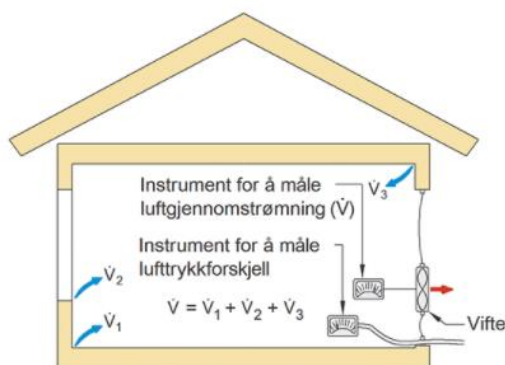 Instrument for å måle
luftgjennomstrømning (V̇)
V̇₃
Instrument for å måle
lufttrykkforskjell
V̇₂
V̇ = V̇₁ + V̇₂ + V̇₃
V̇₁
Vifte